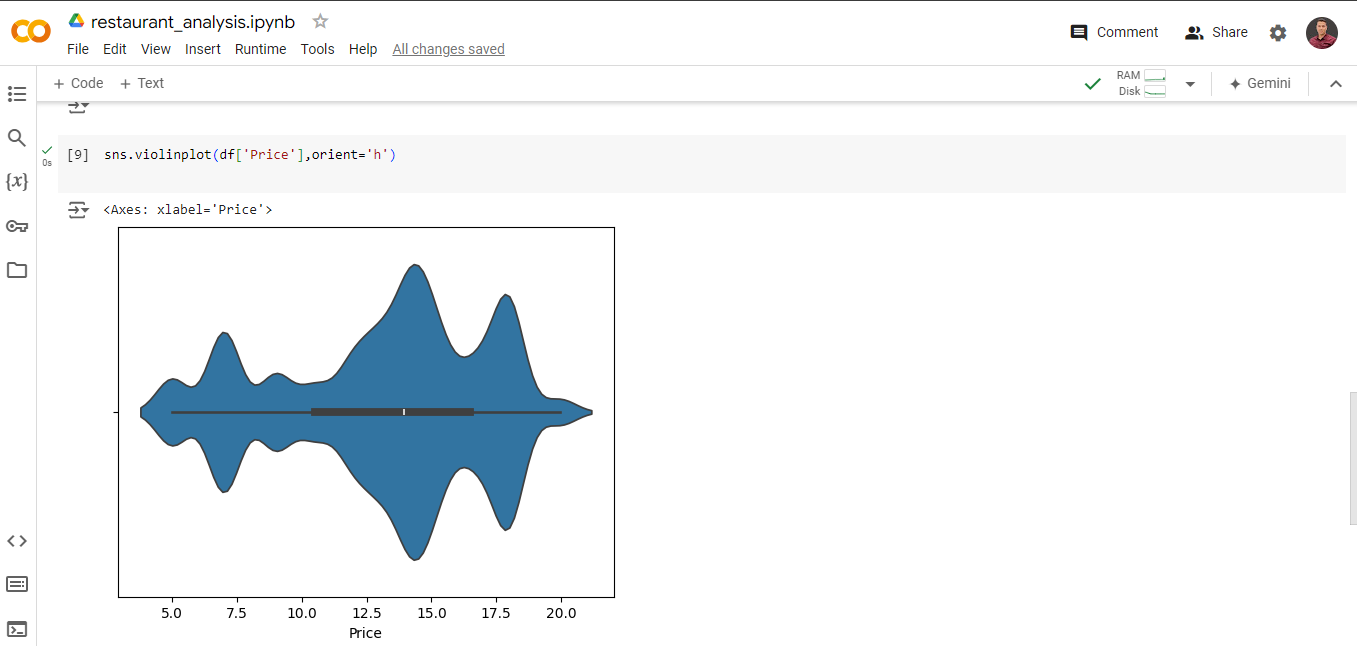 restaurant_analysis.ipynb
File Edit View Insert Runtime Tools Help All changes saved
Comment
Share
+ Code + Text
RAM
Disk
Gemini
{x}
0s
[9] sns.violinplot(df['Price'],orient='h')
<Axes: xlabel='Price'>
5.0 7.5 10.0 12.5 15.0 17.5 20.0
Price